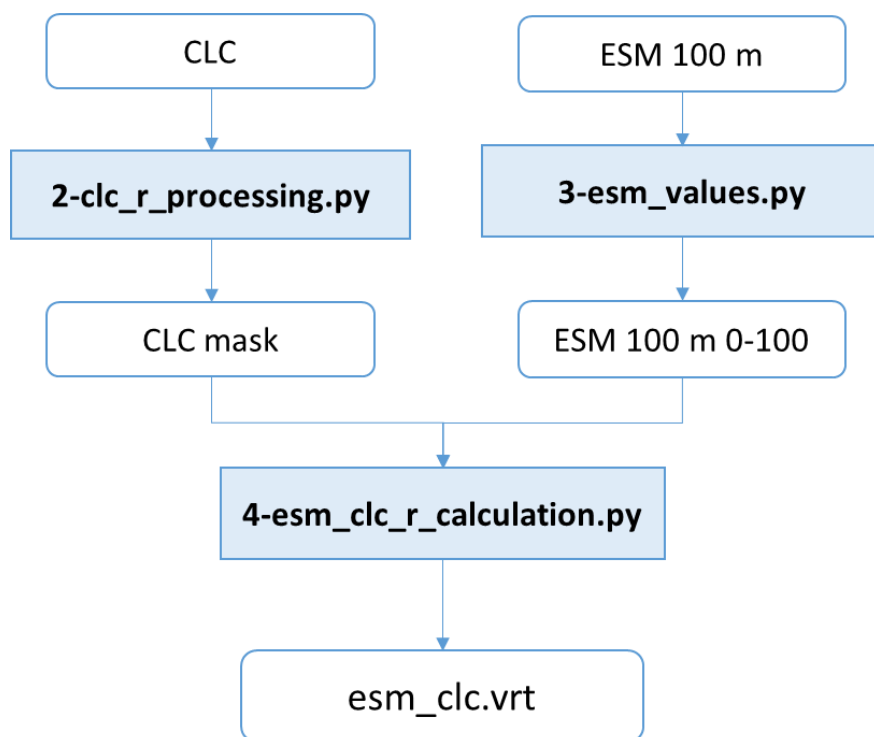 CLC
ESM 100 m
2-clc_r_processing.py
3-esm_values.py
CLC mask
ESM 100 m 0-100
4-esm_clc_r_calculation.py
esm_clc.vrt